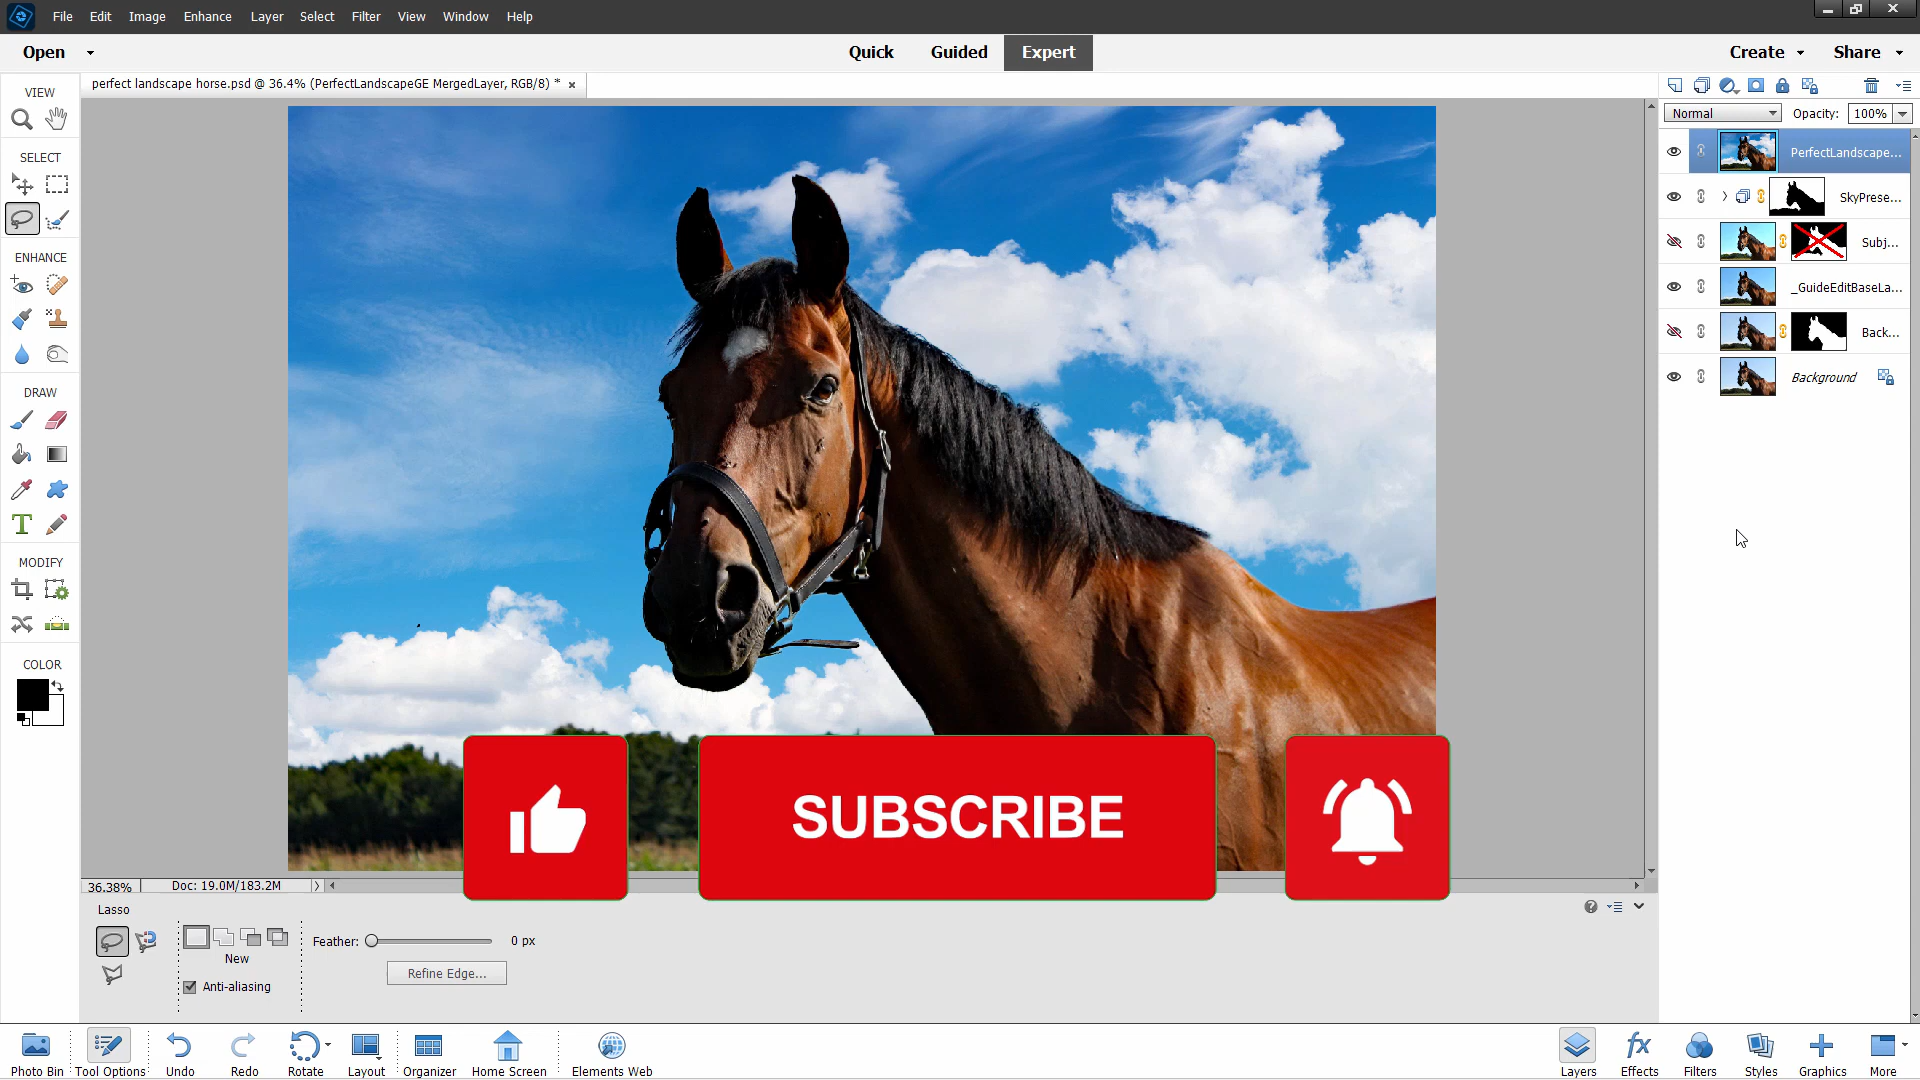 File Edit Image Enhance Layer Select Filter View Window Help
Open Quick Guided Expert Create Share
perfect landscape horse.psd @ 36.4% (PerfectLandscapeGE MergedLayer, RGB/8) *
VIEW
SELECT
ENHANCE
DRAW
MODIFY
COLOR
Normal Opacity: 100%
PerfectLandscape...
SkyPrese...
Subj...
_GuideEditBaseLa...
Back...
Background
SUBSCRIBE
36.38% Doc: 19.0M/183.2M
Lasso
New
Anti-aliasing
Feather: 0 px
Refine Edge...
Photo Bin Tool Options Undo Redo Rotate Layout Organizer Home Screen Elements Web Layers Effects Filters Styles Graphics More